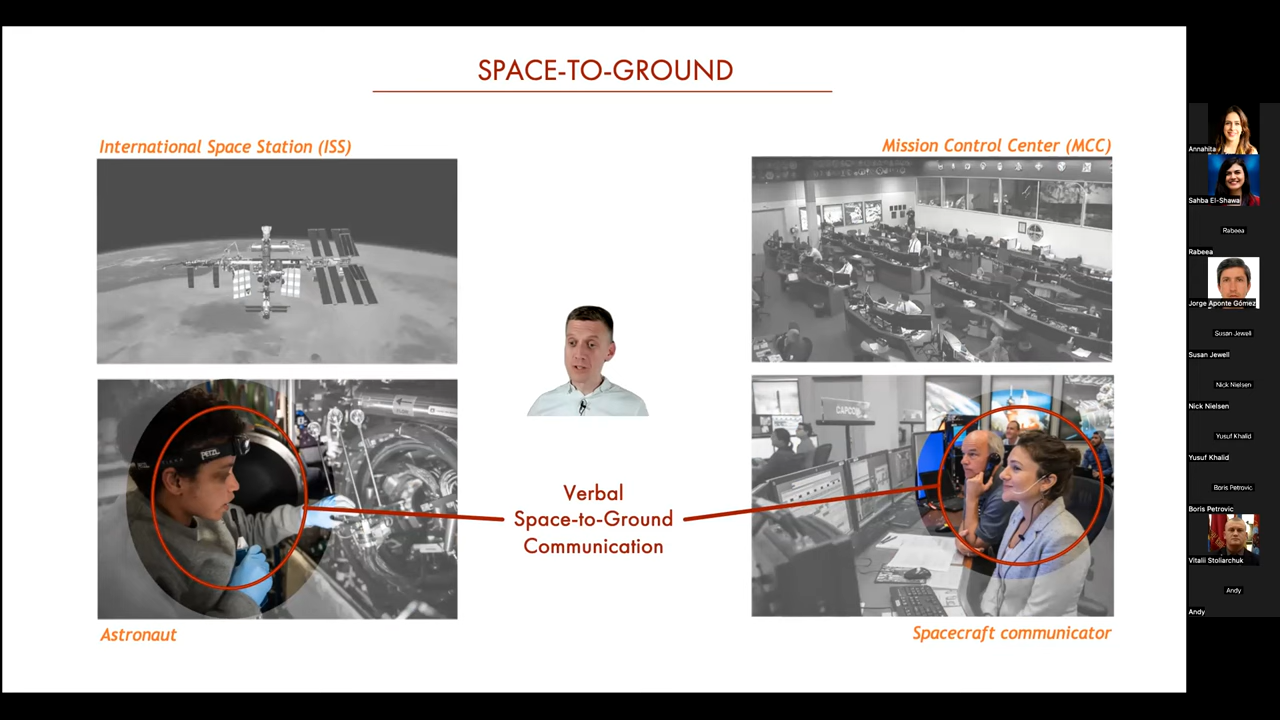 SPACE-TO-GROUND
International Space Station (ISS)
Mission Control Center (MCC)
PETZL
CAPCOM
Verbal
Space-to-Ground
Communication
Astronaut
Spacecraft communicator
Annahita
Sahba El-Shawa
Rabeea
Rabeea
Jorge Aponte Gómez
Susan Jewell
Susan Jewell
Nick Nielsen
Nick Nielsen
Yusuf Khalid
Yusuf Khalid
Boris Petrovic
Boris Petrovic
Vitalii Stoliarchuk
Andy
Andy